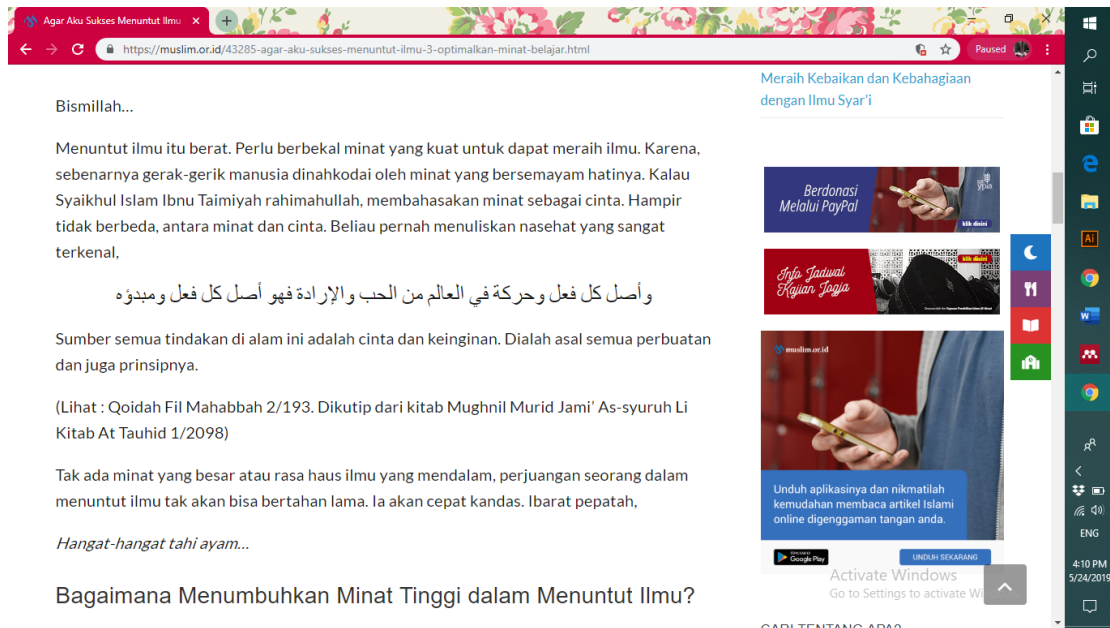 Agar Aku Sukses Menuntut Ilmu
https://muslim.or.id/43285-agar-aku-sukses-menuntut-ilmu-3-optimalkan-minat-belajar.html
Paused
Bismillah…
Menuntut ilmu itu berat. Perlu berbekal minat yang kuat untuk dapat meraih ilmu. Karena,
sebenarnya gerak-gerik manusia dinahkodai oleh minat yang bersemayam hatinya. Kalau
Syaikhul Islam Ibnu Taimiyah rahimahullah, membahasakan minat sebagai cinta. Hampir
tidak berbeda, antara minat dan cinta. Beliau pernah menuliskan nasehat yang sangat
terkenal,
وأصل كل فعل وحركة في العالم من الحب والإرادة فهو أصل كل فعل ومبدؤه
Sumber semua tindakan di alam ini adalah cinta dan keinginan. Dialah asal semua perbuatan
dan juga prinsipnya.
(Lihat : Qoidah Fil Mahabbah 2/193. Dikutip dari kitab Mughnil Murid Jami’ As-syuruh Li
Kitab At Tauhid 1/2098)
Tak ada minat yang besar atau rasa haus ilmu yang mendalam, perjuangan seorang dalam
menuntut ilmu tak akan bisa bertahan lama. Ia akan cepat kandas. Ibarat pepatah,
Hangat-hangat tahi ayam…
Bagaimana Menumbuhkan Minat Tinggi dalam Menuntut Ilmu?
Meraih Kebaikan dan Kebahagiaan
dengan Ilmu Syar’i
Berdonasi
Melalui PayPal
ypia
klik disini
Info Jadwal
Kajian Jogja
klik disini
muslim.or.id
Unduh aplikasinya dan nikmatilah
kemudahan membaca artikel Islami
online digenggaman tangan anda.
Google Play
UNDUH SEKARANG
Activate Windows
Go to Settings to activate
CARI TENTANG APA?
Ai
W
ENG
4:10 PM
5/24/2019